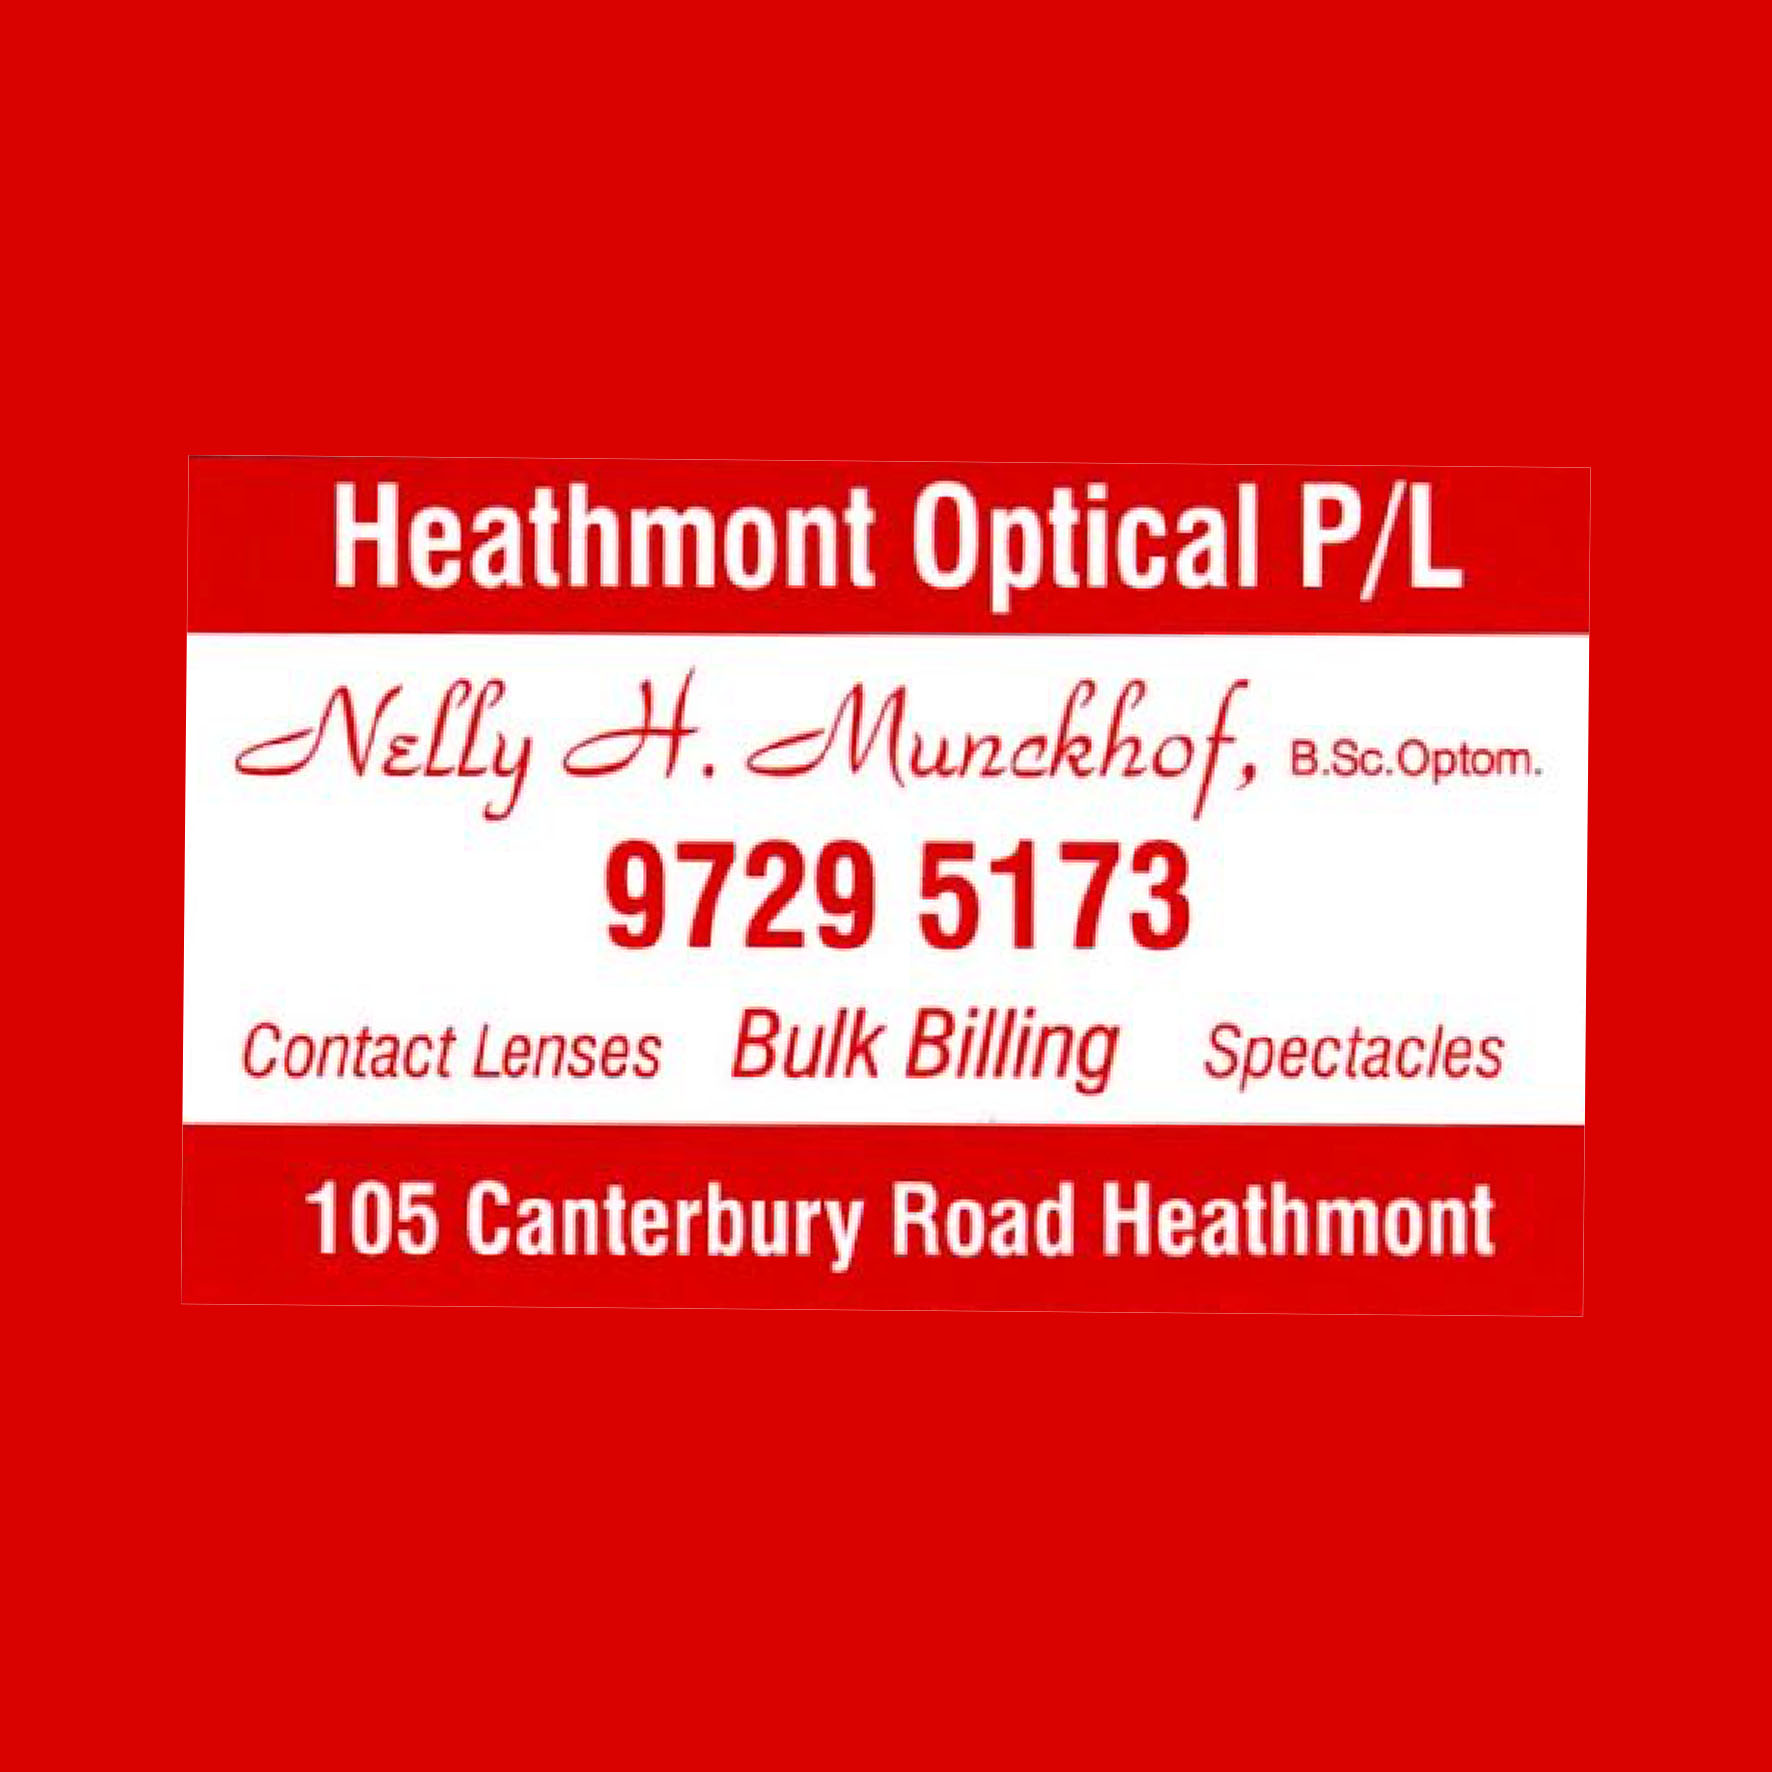 Heathmont Optical P/L
Nelly H. Munckhof, B.Sc.Optom.
9729 5173
Contact Lenses Bulk Billing Spectacles
105 Canterbury Road Heathmont